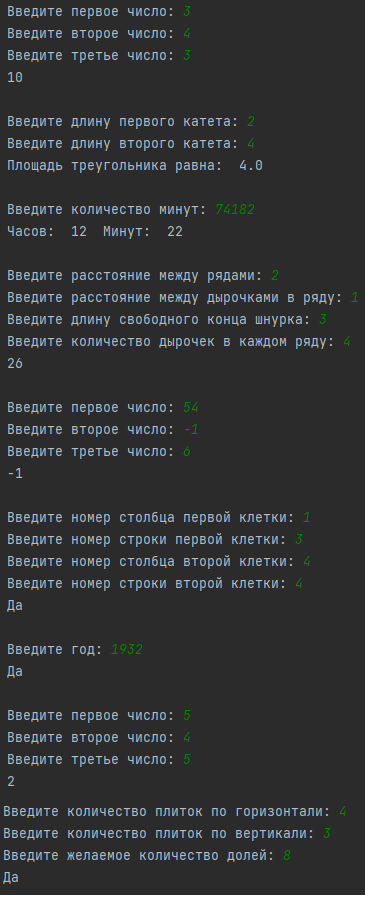 Введите первое число: 3
Введите второе число: 4
Введите третье число: 3
10
Введите длину первого катета: 2
Введите длину второго катета: 4
Площадь треугольника равна:  4.0
Введите количество минут: 74182
Часов:  12  Минут:  22
Введите расстояние между рядами: 2
Введите расстояние между дырочками в ряду: 1
Введите длину свободного конца шнурка: 3
Введите количество дырочек в каждом ряду: 4
26
Введите первое число: 54
Введите второе число: -1
Введите третье число: 6
-1
Введите номер столбца первой клетки: 1
Введите номер строки первой клетки: 3
Введите номер столбца второй клетки: 4
Введите номер строки второй клетки: 4
Да
Введите год: 1932
Да
Введите первое число: 5
Введите второе число: 4
Введите третье число: 5
2
Введите количество плиток по горизонтали: 4
Введите количество плиток по вертикали: 3
Введите желаемое количество долей: 8
Да